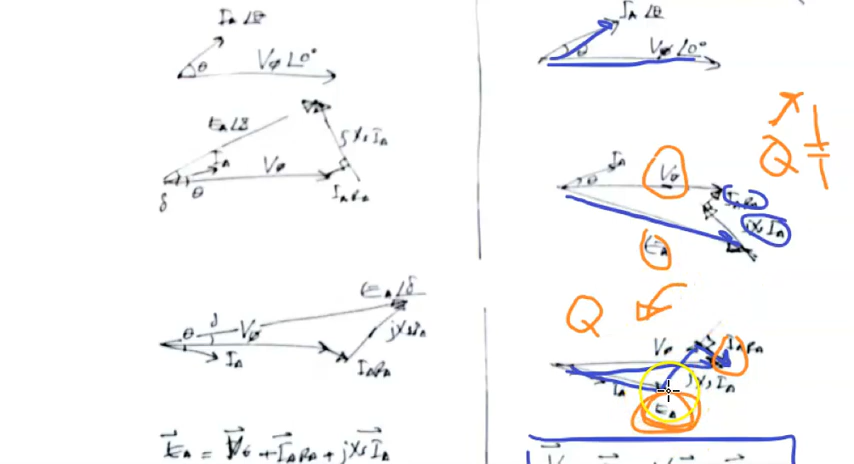 I_A ∠θ
θ
V_φ ∠0°
E_A ∠δ
jX_s I_A
I_A
V_φ
δ
θ
I_A R_A
E_A ∠δ
θ
δ
V_φ
jX_s I_A
I_A
I_A R_A
E_A = V_φ + I_A R_A + jX_s I_A
I_A ∠θ
θ
V_φ ∠0°
Q
I_A
θ
V_φ
I_A R_A
jX_s I_A
E_A
Q
V_φ
I_A R_A
I_A
jX_s I_A
E_A